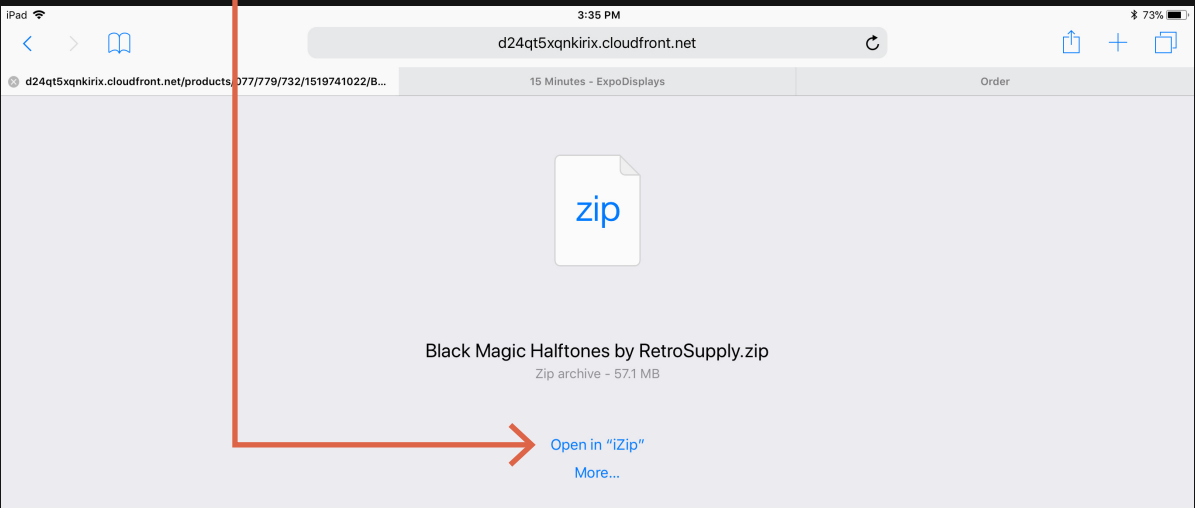 iPad
3:35 PM
73%
d24qt5xqnkirix.cloudfront.net
d24qt5xqnkirix.cloudfront.net/products/077/779/732/1519741022/B...
15 Minutes - ExpoDisplays
Order
zip
Black Magic Halftones by RetroSupply.zip
Zip archive - 57.1 MB
Open in “iZip”
More...